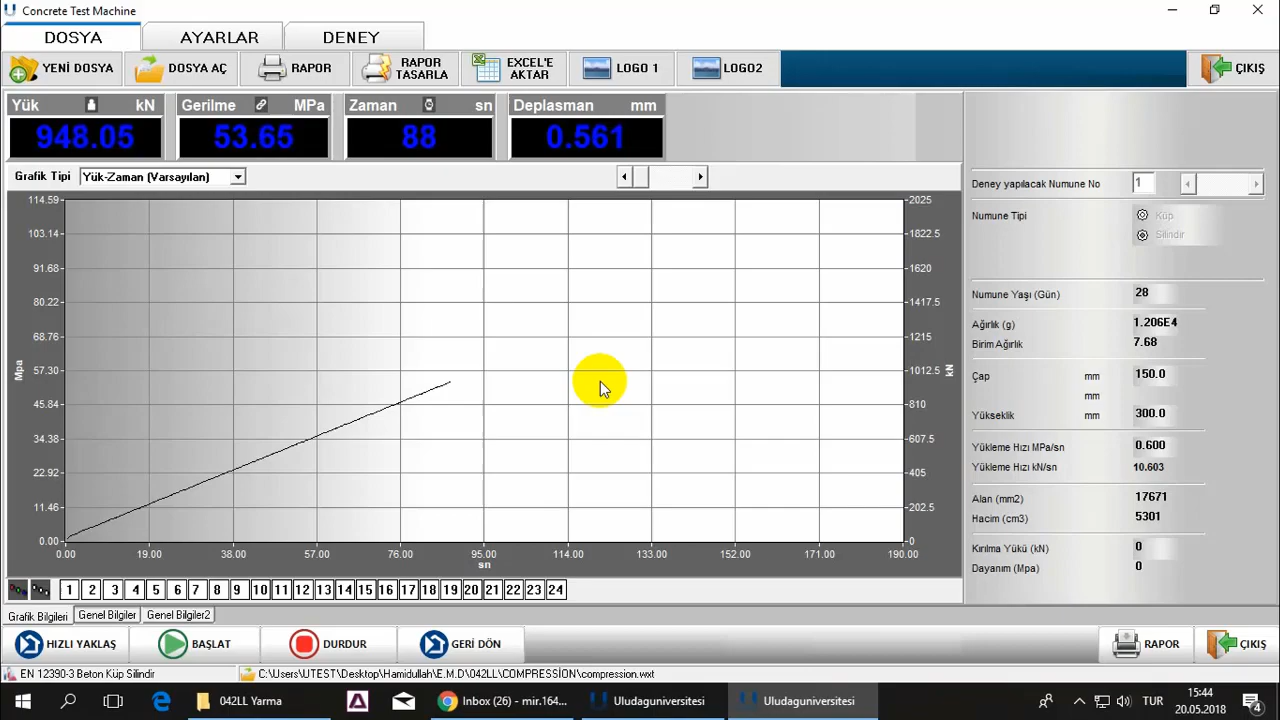 Concrete Test Machine
DOSYA AYARLAR DENEY
YENİ DOSYA DOSYA AÇ RAPOR RAPOR TASARLA EXCEL'E AKTAR LOGO 1 LOGO2 ÇIKIŞ
Yük kN Gerilme MPa Zaman sn Deplasman mm
948.05 53.65 88 0.561
Grafik Tipi Yük-Zaman (Varsayılan)
Deney yapılacak Numune No 1
Numune Tipi Küp
Silindir
Numune Yaşı (Gün) 28
Ağırlık (g) 1.206E4
Birim Ağırlık 7.68
Çap mm 150.0
mm
Yükseklik mm 300.0
Yükleme Hızı MPa/sn 0.600
Yükleme Hızı kN/sn 10.603
Alan (mm2) 17671
Hacim (cm3) 5301
Kırılma Yükü (kN) 0
Dayanım (Mpa) 0
114.59 2025
103.14 1822.5
91.68 1620
80.22 1417.5
68.76 1215
Mpa 57.30 1012.5 kN
45.84 810
34.38 607.5
22.92 405
11.46 202.5
0.00 0
0.00 19.00 38.00 57.00 76.00 95.00 114.00 133.00 152.00 171.00 190.00
sn
1 2 3 4 5 6 7 8 9 10 11 12 13 14 15 16 17 18 19 20 21 22 23 24
Grafik Bilgileri Genel Bilgiler Genel Bilgiler2
HIZLI YAKLAŞ BAŞLAT DURDUR GERİ DÖN RAPOR ÇIKIŞ
EN 12390-3 Beton Küp Silindir C:\Users\UTEST\Desktop\Hamidullah\E.M.D\042LL\COMPRESSİON\compression.wxt
042LL Yarma Inbox (26) - mir.164... Uludaguniversitesi Uludaguniversitesi TUR 15:44
20.05.2018 4